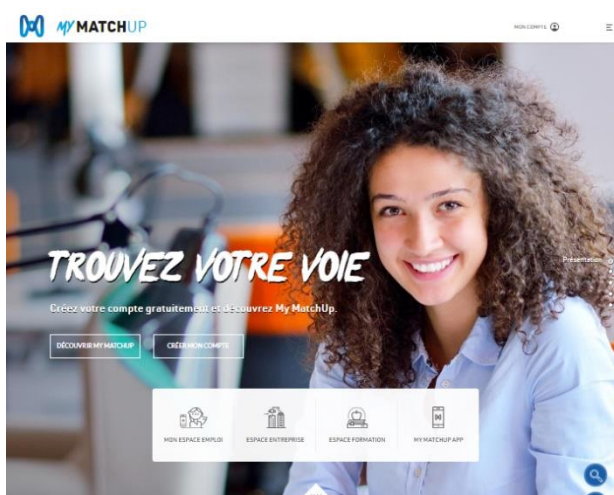 MY MATCHUP
MON COMPTE
Présentation
TROUVEZ VOTRE VOIE
Créez votre compte gratuitement et découvrez My MatchUp.
DÉCOUVRIR MY MATCHUP
CRÉER MON COMPTE
MON ESPACE EMPLOI
ESPACE ENTREPRISE
ESPACE FORMATION
MY MATCHUP APP